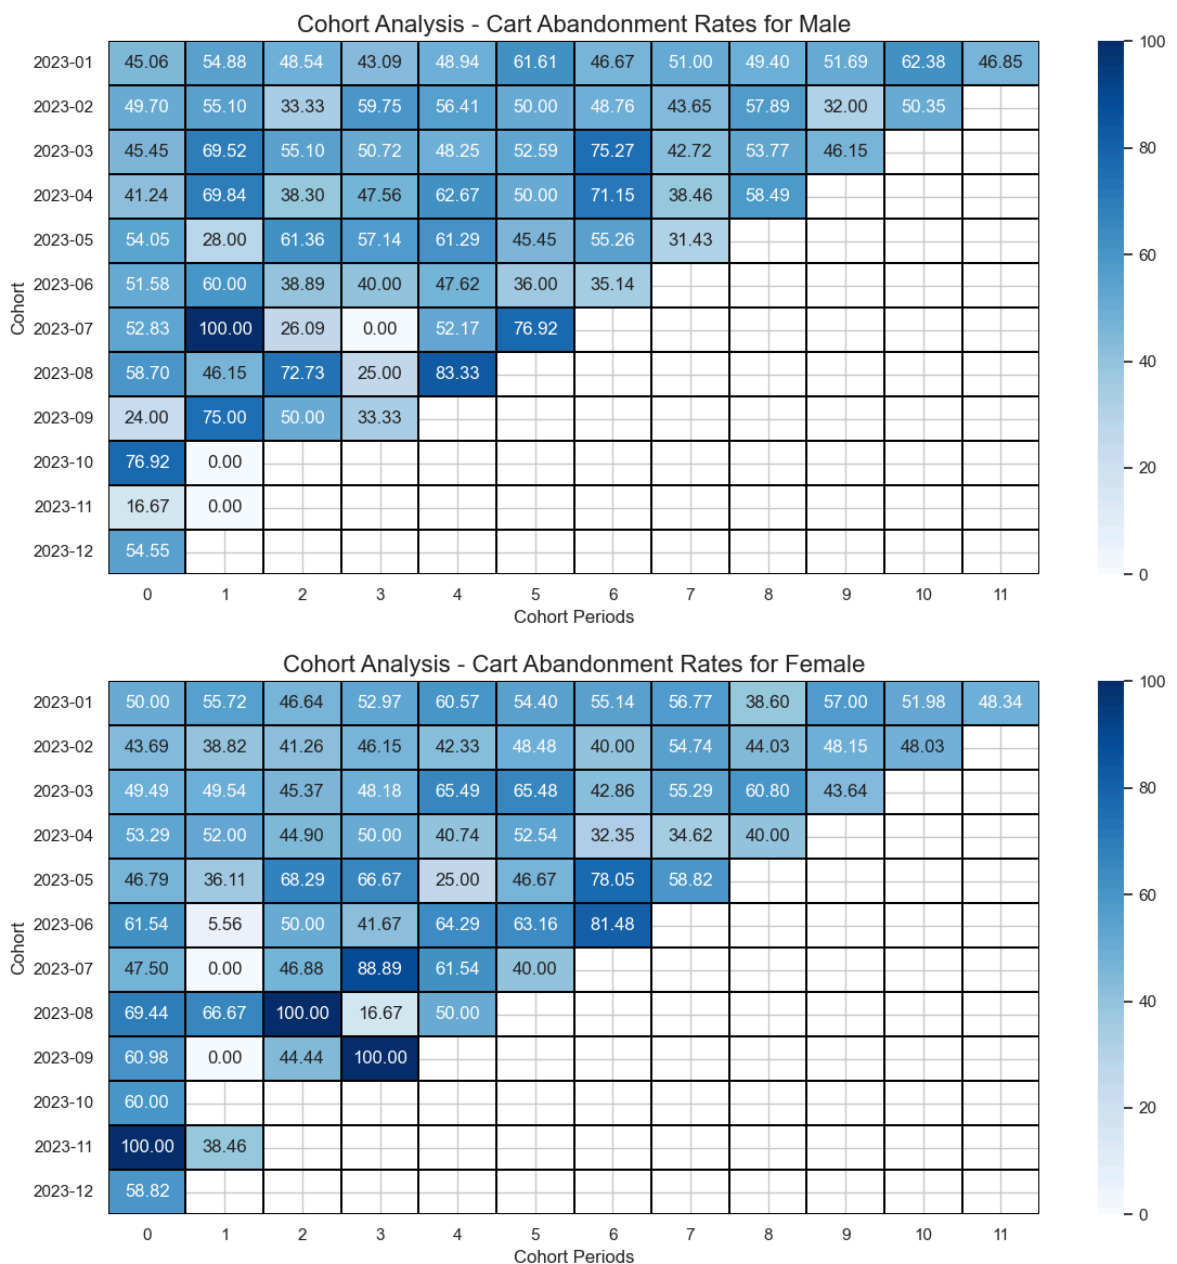 Cohort Analysis - Cart Abandonment Rates for Male
2023-01 45.06 54.88 48.54 43.09 48.94 61.61 46.67 51.00 49.40 51.69 62.38 46.85
2023-02 49.70 55.10 33.33 59.75 56.41 50.00 48.76 43.65 57.89 32.00 50.35
2023-03 45.45 69.52 55.10 50.72 48.25 52.59 75.27 42.72 53.77 46.15
2023-04 41.24 69.84 38.30 47.56 62.67 50.00 71.15 38.46 58.49
2023-05 54.05 28.00 61.36 57.14 61.29 45.45 55.26 31.43
2023-06 51.58 60.00 38.89 40.00 47.62 36.00 35.14
2023-07 52.83 100.00 26.09 0.00 52.17 76.92
2023-08 58.70 46.15 72.73 25.00 83.33
2023-09 24.00 75.00 50.00 33.33
2023-10 76.92 0.00
2023-11 16.67 0.00
2023-12 54.55
0 1 2 3 4 5 6 7 8 9 10 11
Cohort Periods
Cohort
100
80
60
40
20
0
Cohort Analysis - Cart Abandonment Rates for Female
2023-01 50.00 55.72 46.64 52.97 60.57 54.40 55.14 56.77 38.60 57.00 51.98 48.34
2023-02 43.69 38.82 41.26 46.15 42.33 48.48 40.00 54.74 44.03 48.15 48.03
2023-03 49.49 49.54 45.37 48.18 65.49 65.48 42.86 55.29 60.80 43.64
2023-04 53.29 52.00 44.90 50.00 40.74 52.54 32.35 34.62 40.00
2023-05 46.79 36.11 68.29 66.67 25.00 46.67 78.05 58.82
2023-06 61.54 5.56 50.00 41.67 64.29 63.16 81.48
2023-07 47.50 0.00 46.88 88.89 61.54 40.00
2023-08 69.44 66.67 100.00 16.67 50.00
2023-09 60.98 0.00 44.44 100.00
2023-10 60.00
2023-11 100.00 38.46
2023-12 58.82
0 1 2 3 4 5 6 7 8 9 10 11
Cohort Periods
Cohort
100
80
60
40
20
0